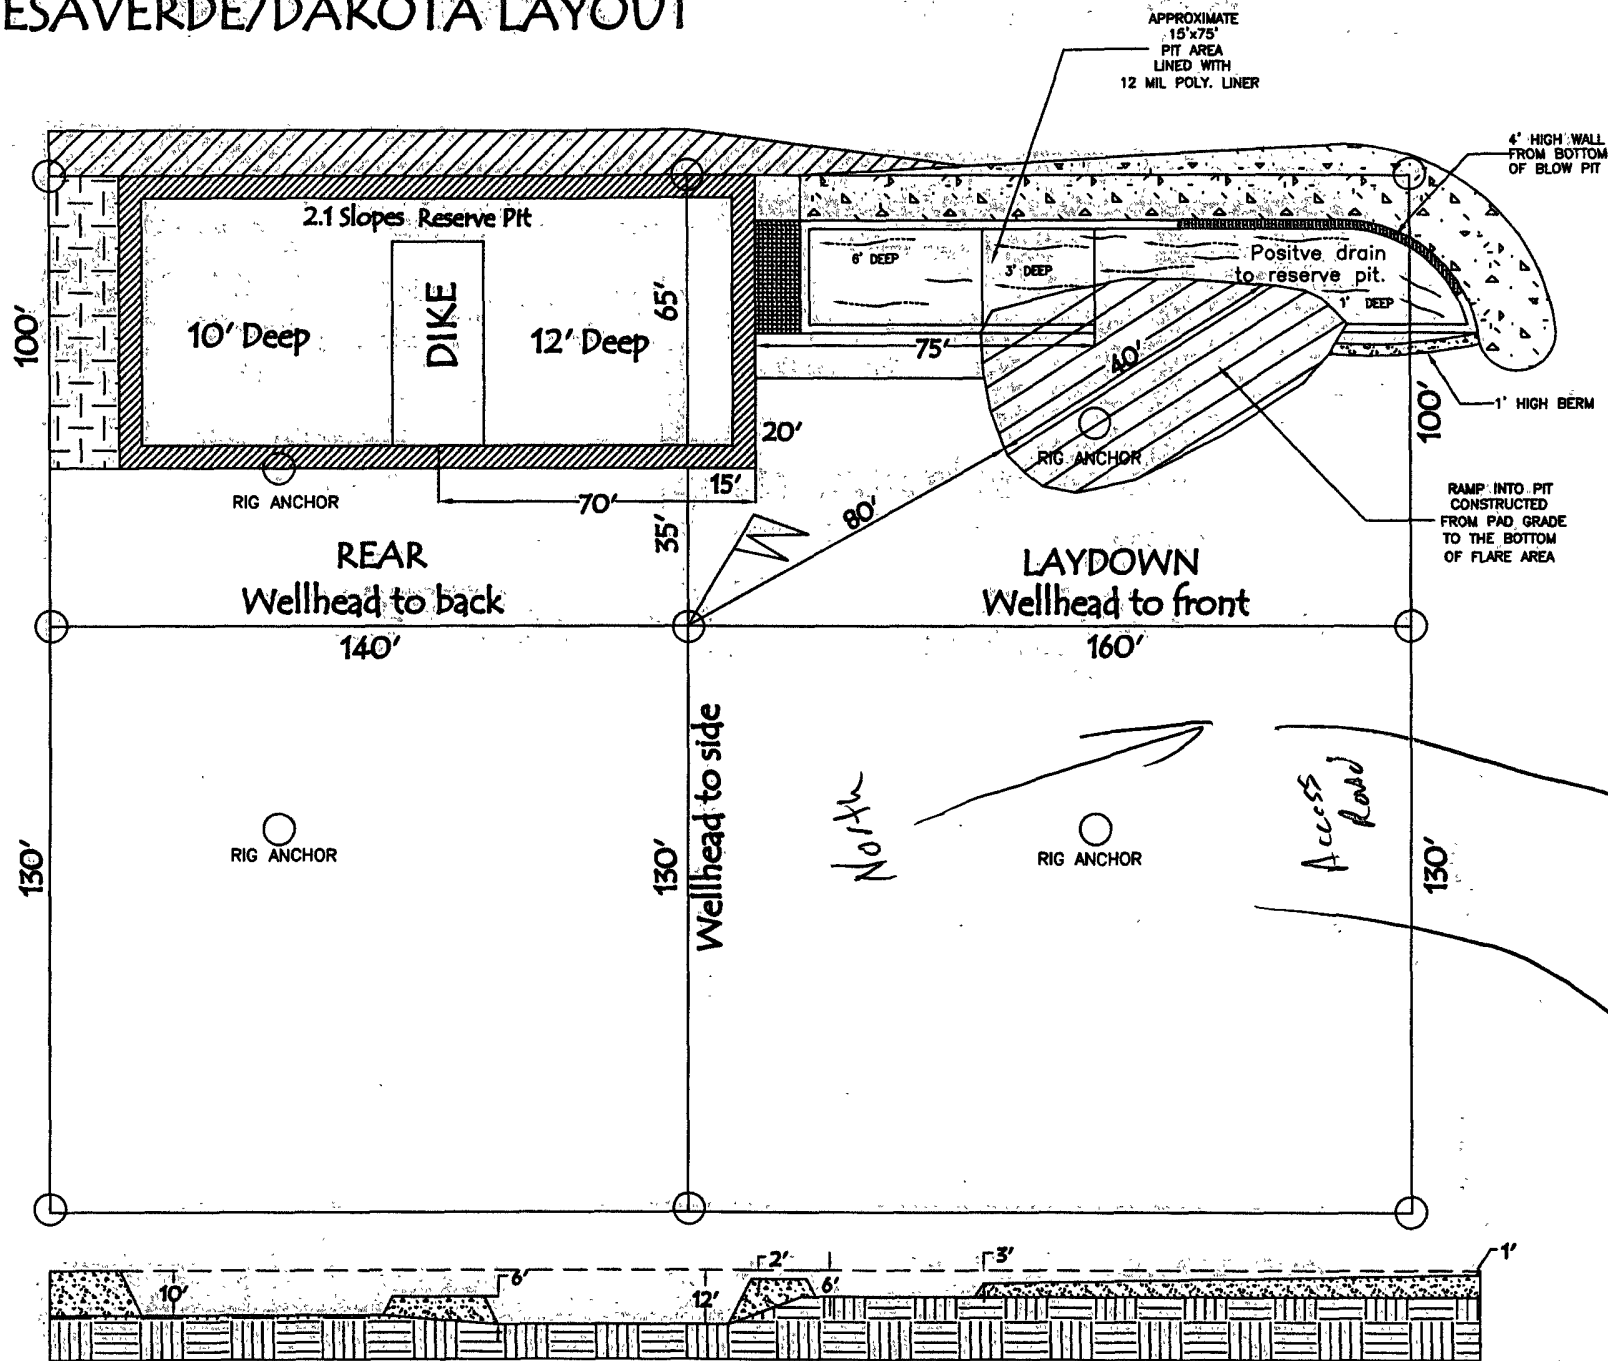 ESAVERDE/DAKOTA LAYOUT
APPROXIMATE
15'x75'
PIT AREA
LINED WITH
12 MIL POLY. LINER
4' HIGH WALL
FROM BOTTOM
OF BLOW PIT
2.1 Slopes Reserve Pit
6' DEEP
3' DEEP
Positve drain
to reserve pit.
1' DEEP
100'
10' Deep
DIKE
12' Deep
65'
75'
40'
1' HIGH BERM
100'
20'
RIG ANCHOR
RIG ANCHOR
15'
70'
35'
80'
RAMP INTO PIT
CONSTRUCTED
FROM PAD GRADE
TO THE BOTTOM
OF FLARE AREA
REAR
Wellhead to back
140'
LAYDOWN
Wellhead to front
160'
Wellhead to side
130'
130'
130'
North
Access
Road
RIG ANCHOR
RIG ANCHOR
10'
6'
12'
2'
6'
3'
4'
1'